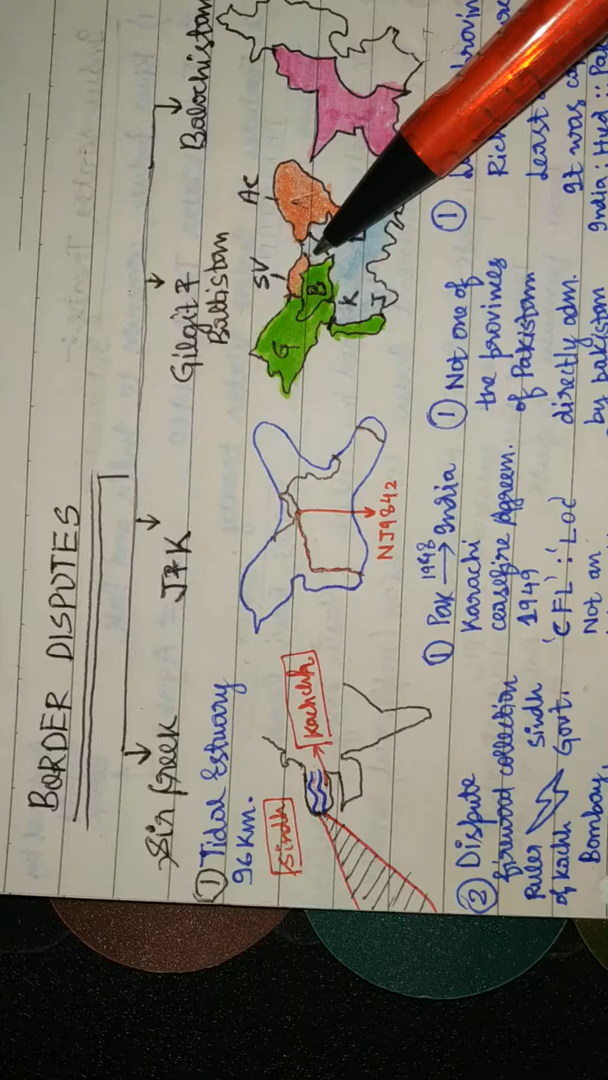 BORDER DISPUTES
Sir Creek
J&K
Gilgit &
Baltistan
Balochistan
① Tidal Estuary
96 Km.
Sindh
Kachchh
NJ9842
SV
AC
G
B
K
J
② Dispute
firewood collection
Ruler
of Kachh
Sindh
Govt.
Bombay,
① Pak 1948 → India
Karachi
ceasefire Agreem.
1949
'CFL' : 'LOC'
Not an
① Not one of
the provinces
of Pakistan
directly adm.
by pakistan
①
Rich
Least
It was
India: Hyd ::